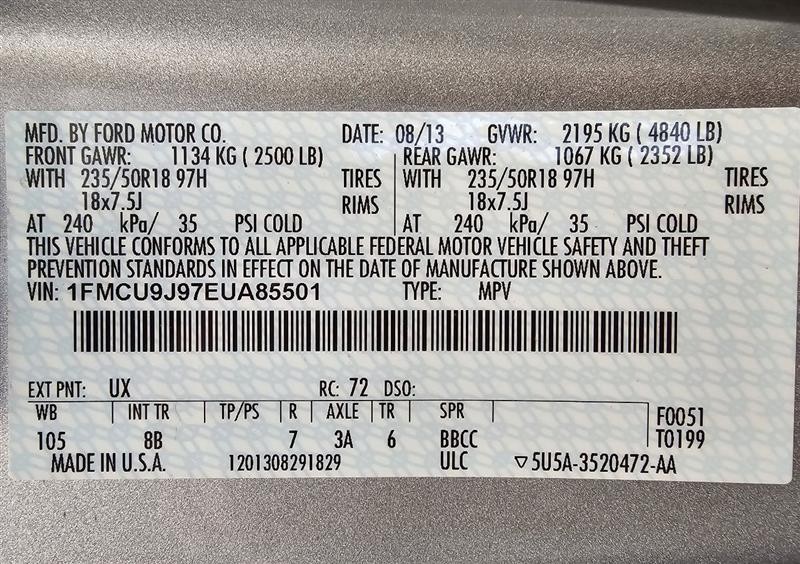 MFD. BY FORD MOTOR CO. DATE: 08/13 GVWR: 2195 KG ( 4840 LB)
FRONT GAWR: 1134 KG ( 2500 LB) REAR GAWR: 1067 KG ( 2352 LB)
WITH 235/50R18 97H TIRES WITH 235/50R18 97H TIRES
18x7.5J RIMS 18x7.5J RIMS
AT 240 kPa/ 35 PSI COLD AT 240 kPa/ 35 PSI COLD
THIS VEHICLE CONFORMS TO ALL APPLICABLE FEDERAL MOTOR VEHICLE SAFETY AND THEFT
PREVENTION STANDARDS IN EFFECT ON THE DATE OF MANUFACTURE SHOWN ABOVE.
VIN: 1FMCU9J97EUA85501 TYPE: MPV
EXT PNT: UX RC: 72 DSO:
WB INT TR TP/PS R AXLE TR SPR F0051
105 8B 7 3A 6 BBCC T0199
MADE IN U.S.A. 1201308291829 ULC ▽5U5A-3520472-AA